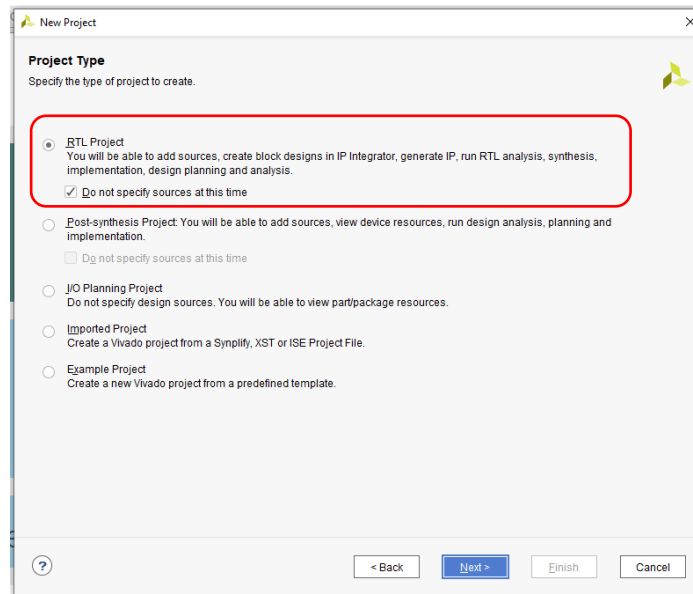 New Project
Project Type
Specify the type of project to create.
RTL Project
You will be able to add sources, create block designs in IP Integrator, generate IP, run RTL analysis, synthesis,
implementation, design planning and analysis.
Do not specify sources at this time
Post-synthesis Project: You will be able to add sources, view device resources, run design analysis, planning and
implementation.
Do not specify sources at this time
I/O Planning Project
Do not specify design sources. You will be able to view part/package resources.
Imported Project
Create a Vivado project from a Synplify, XST or ISE Project File.
Example Project
Create a new Vivado project from a predefined template.
? < Back Next > Finish Cancel